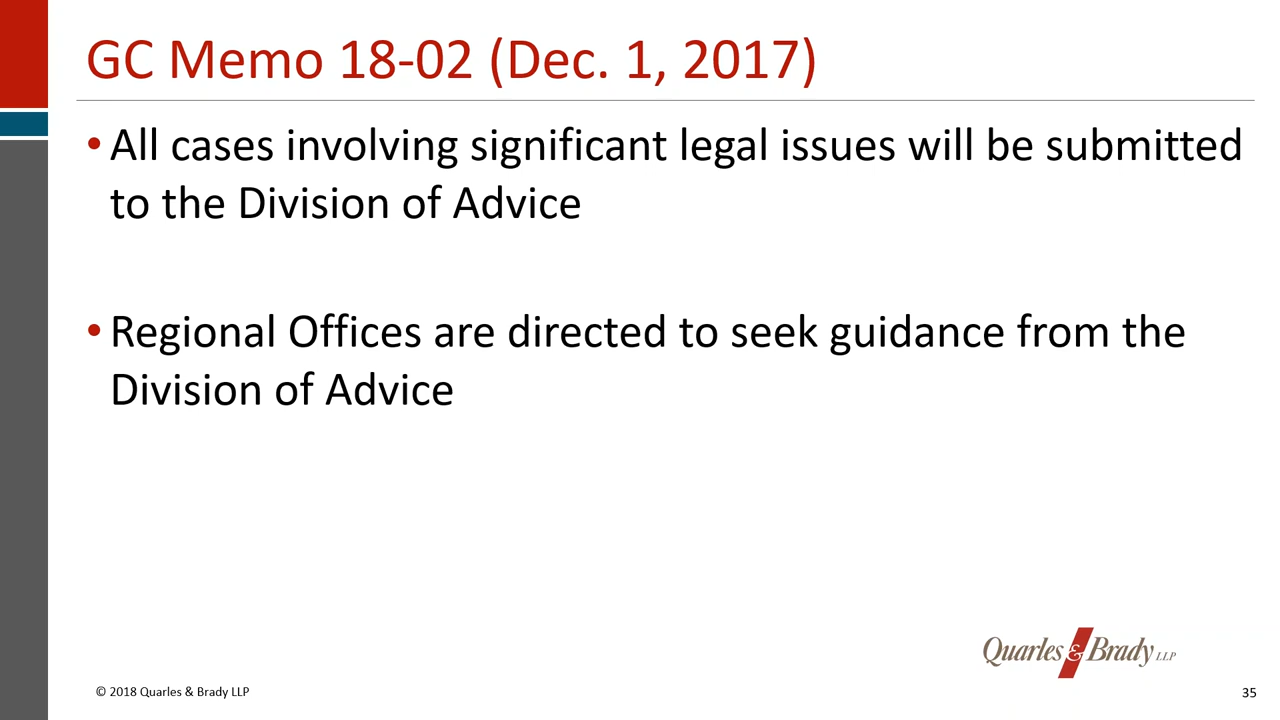 GC Memo 18-02 (Dec. 1, 2017)
• All cases involving significant legal issues will be submitted
to the Division of Advice
• Regional Offices are directed to seek guidance from the
Division of Advice
Quarles & Brady LLP
© 2018 Quarles & Brady LLP
35